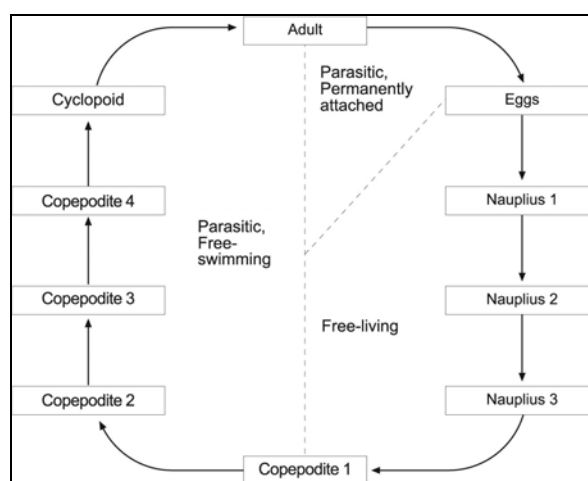 Adult
Parasitic,
Permanently
attached
Cyclopoid
Eggs
Copepodite 4
Nauplius 1
Parasitic,
Free-
swimming
Copepodite 3
Nauplius 2
Free-living
Copepodite 2
Nauplius 3
Copepodite 1